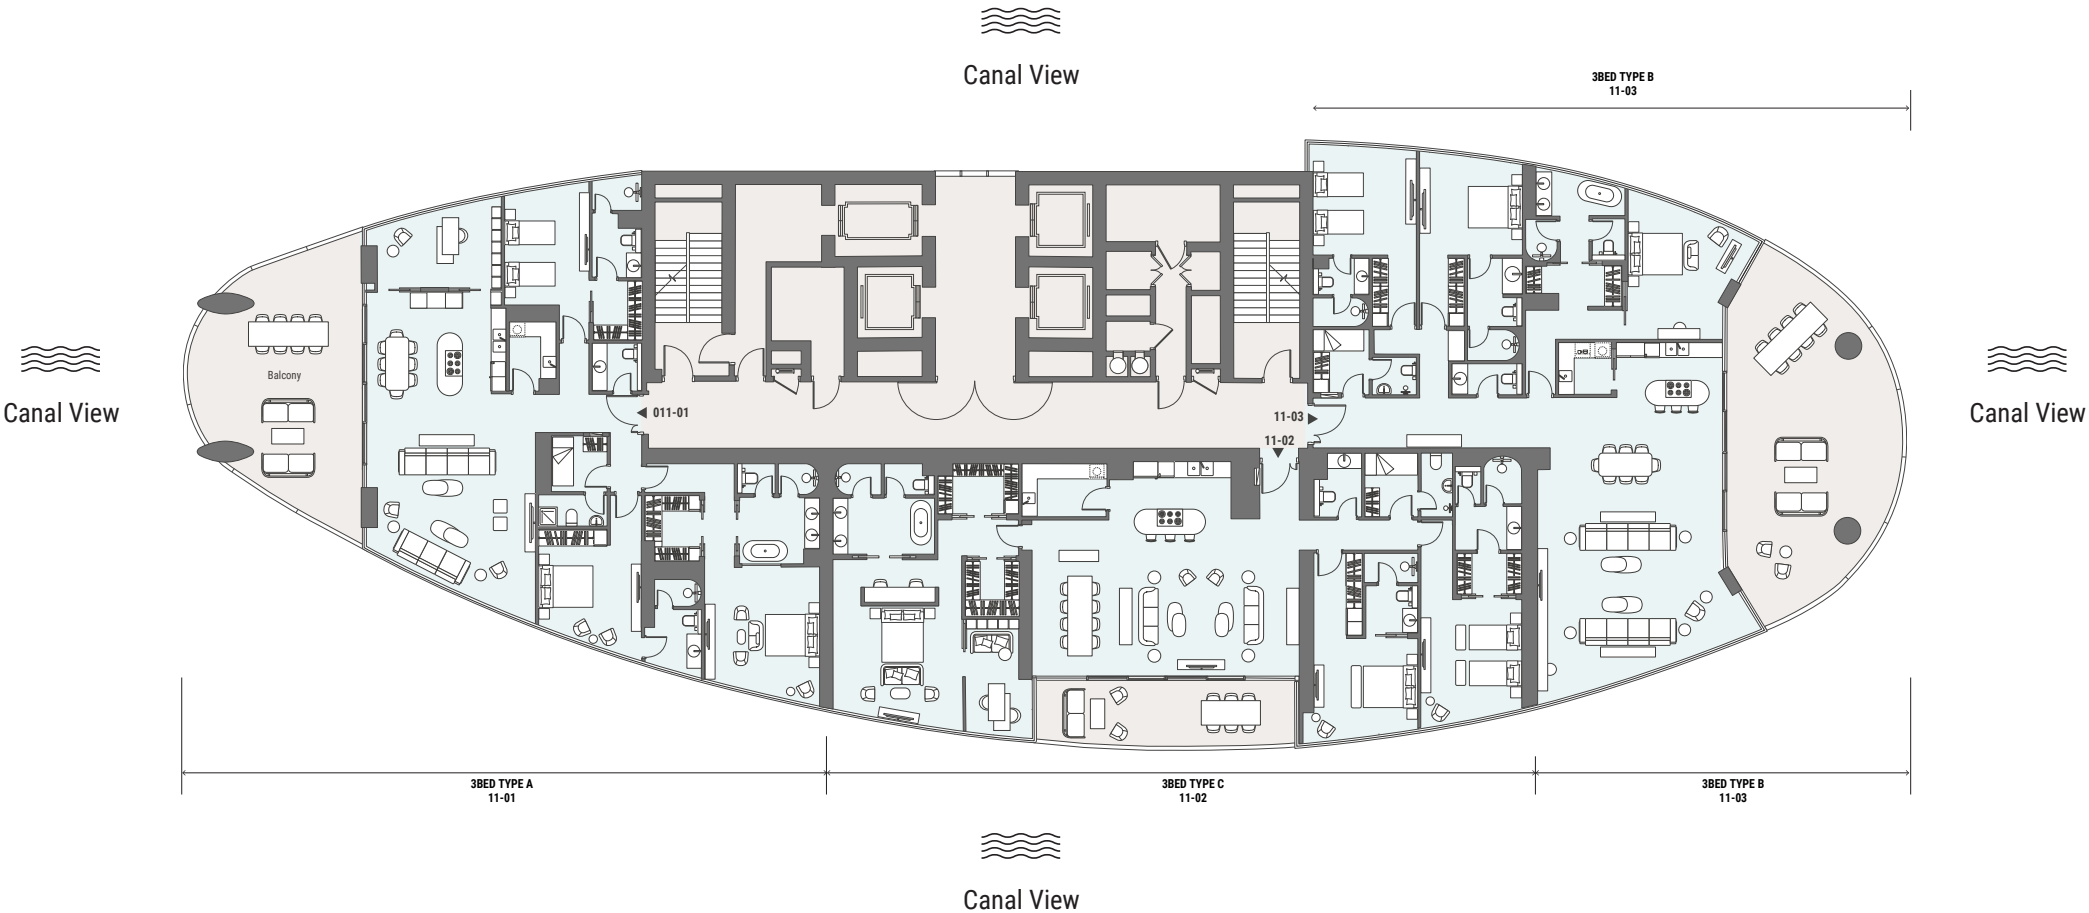 Canal View
3BED TYPE B
11-03
Balcony
Canal View
011-01
11-03
11-02
Canal View
3BED TYPE A
11-01
3BED TYPE C
11-02
3BED TYPE B
11-03
Canal View